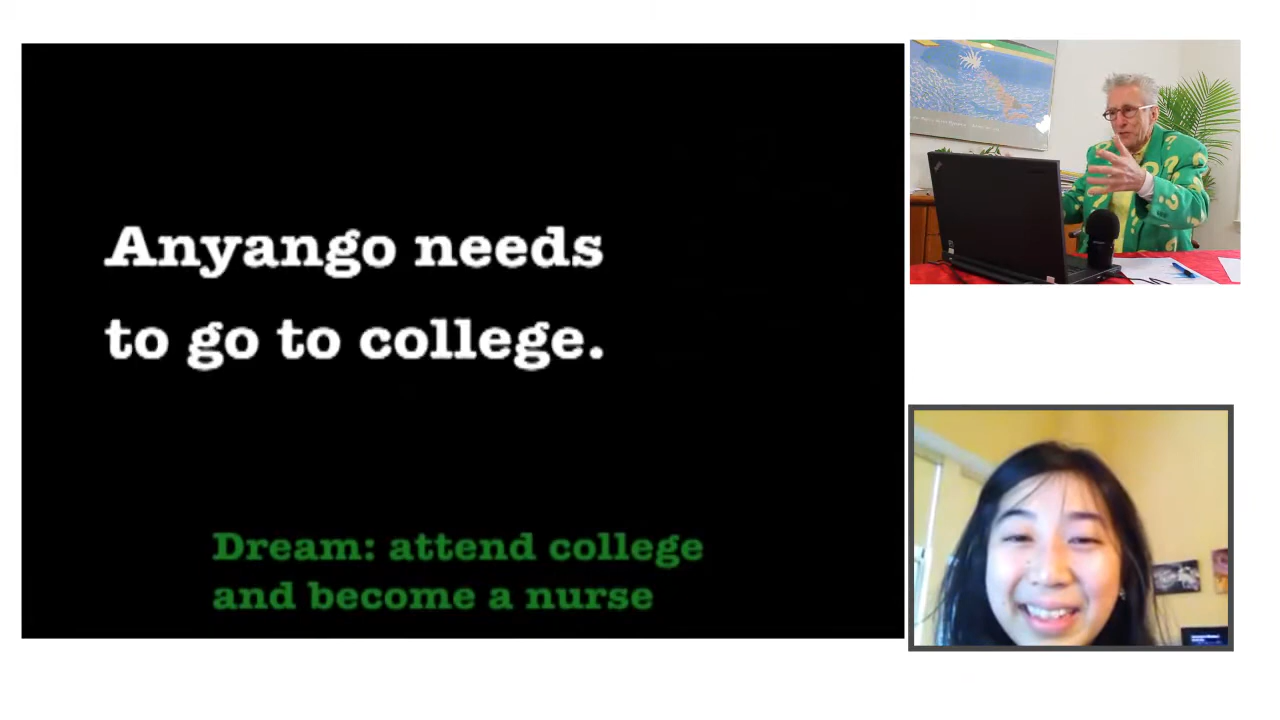 Anyango needs
to go to college.
Dream: attend college
and become a nurse